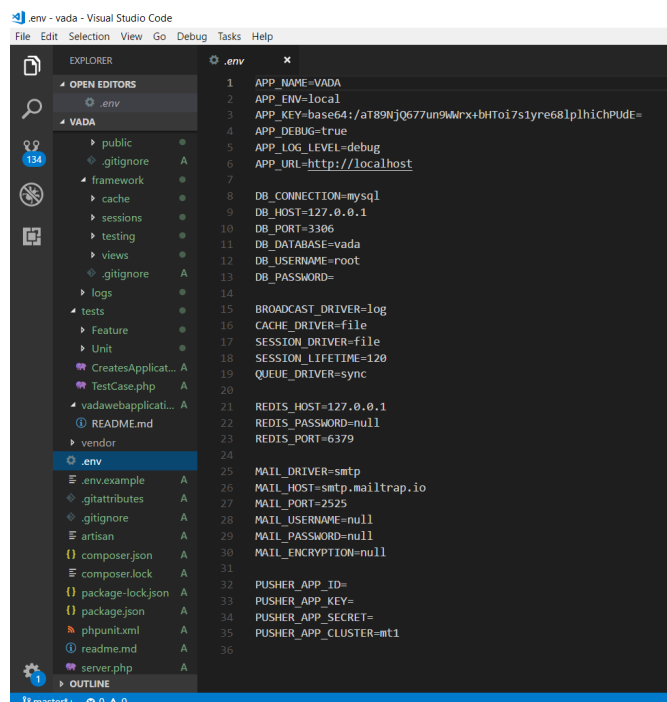 .env - vada - Visual Studio Code
File Edit Selection View Go Debug Tasks Help
EXPLORER
OPEN EDITORS
.env
VADA
public
.gitignore A
framework
cache
sessions
testing
views
.gitignore A
logs
tests
Feature
Unit
CreatesApplicat... A
TestCase.php A
vadawebapplicati... A
README.md
vendor
.env
.env.example A
.gitattributes A
.gitignore A
artisan A
composer.json A
composer.lock A
package-lock.json A
package.json A
phpunit.xml A
readme.md A
server.php A
OUTLINE
134
1
.env ×
1 APP_NAME=VADA
2 APP_ENV=local
3 APP_KEY=base64:/aT89NjQ677un9WWrx+bHToi7s1yre68lplhiChPUdE=
4 APP_DEBUG=true
5 APP_LOG_LEVEL=debug
6 APP_URL=http://localhost
7
8 DB_CONNECTION=mysql
9 DB_HOST=127.0.0.1
10 DB_PORT=3306
11 DB_DATABASE=vada
12 DB_USERNAME=root
13 DB_PASSWORD=
14
15 BROADCAST_DRIVER=log
16 CACHE_DRIVER=file
17 SESSION_DRIVER=file
18 SESSION_LIFETIME=120
19 QUEUE_DRIVER=sync
20
21 REDIS_HOST=127.0.0.1
22 REDIS_PASSWORD=null
23 REDIS_PORT=6379
24
25 MAIL_DRIVER=smtp
26 MAIL_HOST=smtp.mailtrap.io
27 MAIL_PORT=2525
28 MAIL_USERNAME=null
29 MAIL_PASSWORD=null
30 MAIL_ENCRYPTION=null
31
32 PUSHER_APP_ID=
33 PUSHER_APP_KEY=
34 PUSHER_APP_SECRET=
35 PUSHER_APP_CLUSTER=mt1
36